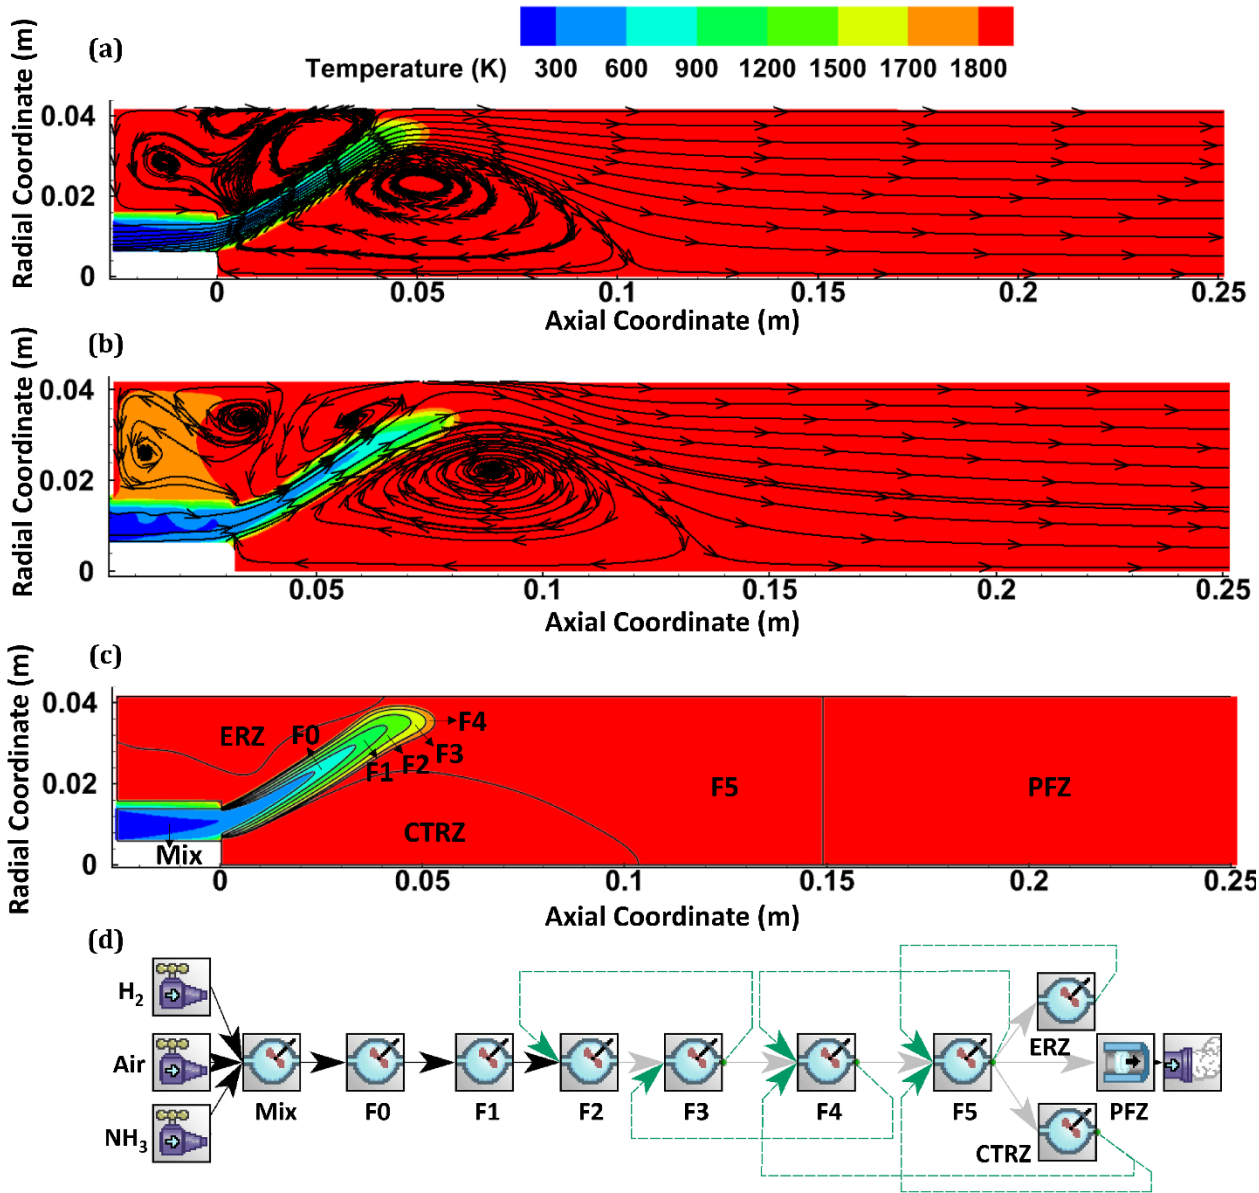 (a)
Temperature (K) 300 600 900 1200 1500 1700 1800
Radial Coordinate (m)
0.04
0.02
0
0 0.05 0.1 0.15 0.2 0.25
Axial Coordinate (m)
(b)
Radial Coordinate (m)
0.04
0.02
0
0.05 0.1 0.15 0.2 0.25
Axial Coordinate (m)
(c)
Radial Coordinate (m)
0.04
0.02
0
ERZ F0 F4
F3
F2
F1
F5 PFZ
CTRZ
Mix
0 0.05 0.1 0.15 0.2 0.25
Axial Coordinate (m)
(d)
H2
Air
NH3
Mix F0 F1 F2 F3 F4 F5
ERZ
PFZ
CTRZ